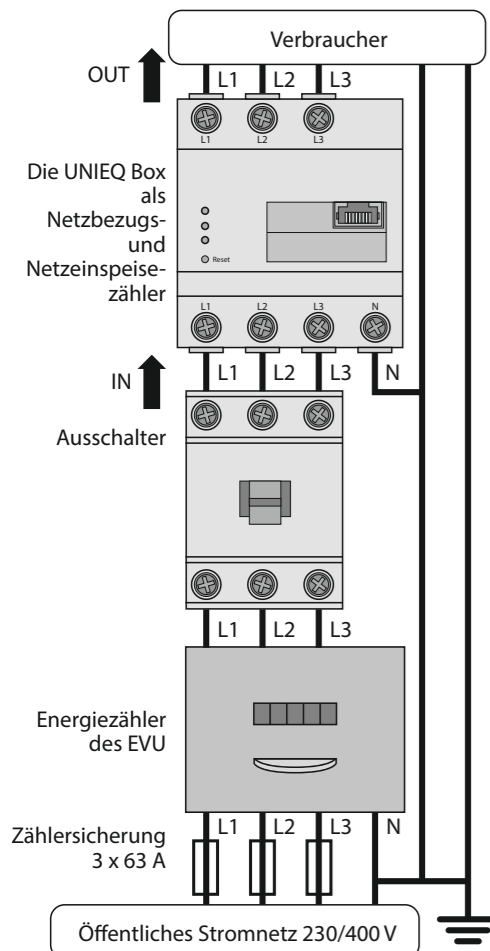 Verbraucher
OUT
L1 L2 L3
L1 L2 L3
Die UNIEQ Box
als
Netzbezugs-
und
Netzeinspeise-
zähler
Reset
L1 L2 L3 N
IN
L1 L2 L3 N
Ausschalter
L1 L2 L3
Energiezähler
des EVU
L1 L2 L3 N
Zählersicherung
3 x 63 A
Öffentliches Stromnetz 230/400 V